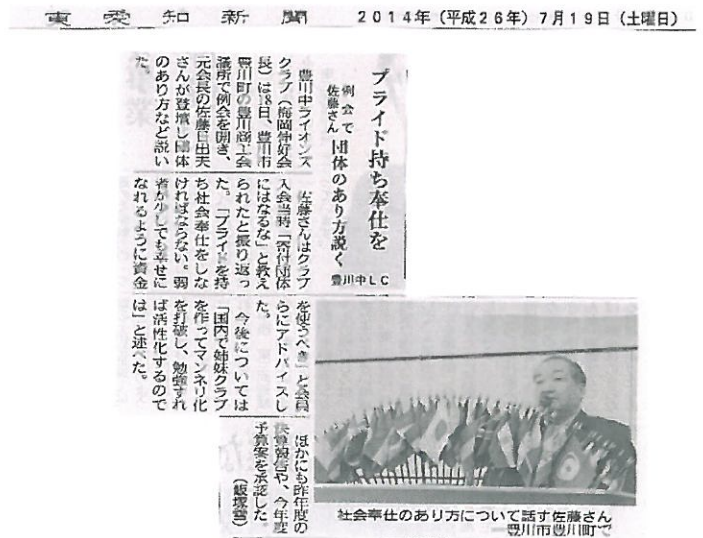 東愛知新聞 2014年（平成26年）7月19日（土曜日）
プライド持ち奉仕を
例会で佐藤さん 団体のあり方説く
豊川中LC
豊川中ライオンズ
クラブ（梅岡伸好会
長）は18日、豊川市
豊川町の豊川商工会
議所で例会を開き、
元会長の佐藤日出夫
さんが登壇し団体
のあり方など説い
た。
佐藤さんはクラブ
入会当時「寄付団体
にはなるな」と教え
られたと振り返っ
た。「プライドを持
ち社会奉仕をしな
ければならない。弱
者が少しでも幸せに
なれるように資金
を使うべき」と会員
らにアドバイスし
た。
今後については
「国内で姉妹クラブ
を作ってマンネリ化
を打破し、勉強すれ
ば活性化するので
は」と述べた。
ほかにも昨年度の
決算報告や、今年度
予算案を承認した。
（飯塚雪）
社会奉仕のあり方について話す佐藤さん
豊川市豊川町で